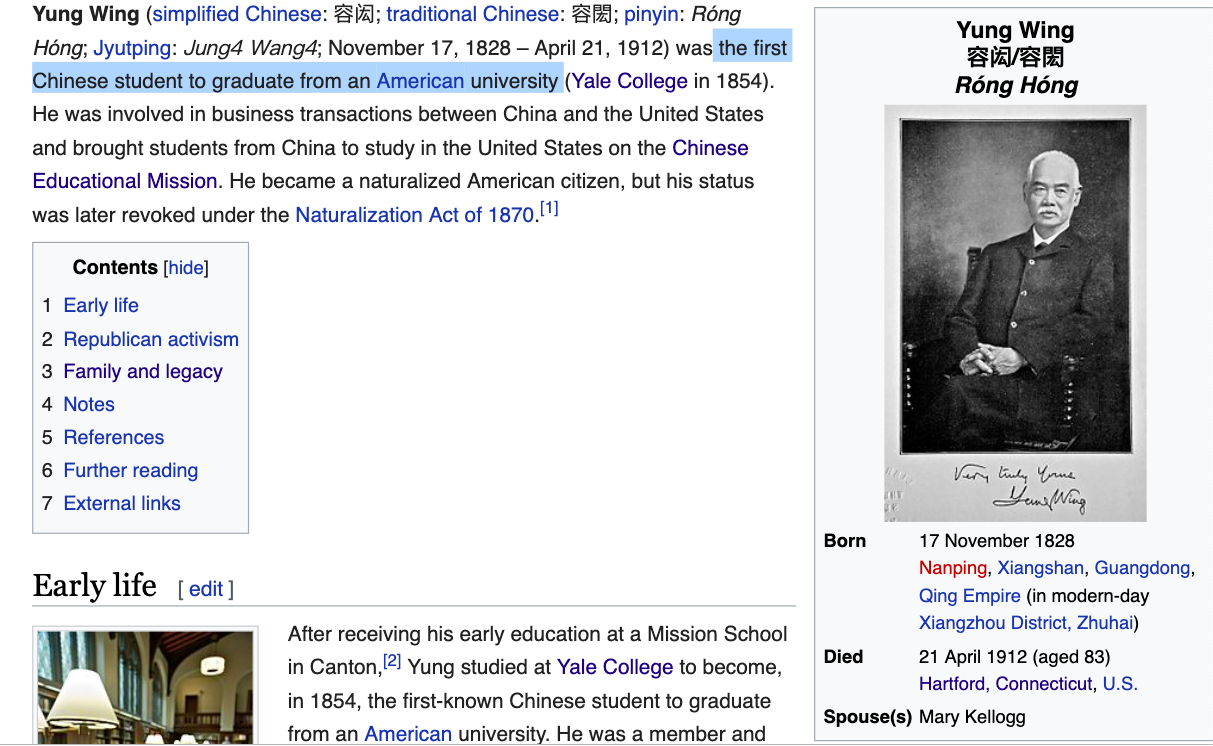 Yung Wing (simplified Chinese: 容闳; traditional Chinese: 容閎; pinyin: Róng
Hóng; Jyutping: Jung4 Wang4; November 17, 1828 – April 21, 1912) was the first
Chinese student to graduate from an American university (Yale College in 1854).
He was involved in business transactions between China and the United States
and brought students from China to study in the United States on the Chinese
Educational Mission. He became a naturalized American citizen, but his status
was later revoked under the Naturalization Act of 1870.[1]
Contents [hide]
1 Early life
2 Republican activism
3 Family and legacy
4 Notes
5 References
6 Further reading
7 External links
Early life [ edit ]
After receiving his early education at a Mission School
in Canton,[2] Yung studied at Yale College to become,
in 1854, the first-known Chinese student to graduate
from an American university. He was a member and
Yung Wing
容闳/容閎
Róng Hóng
Very truly Yours
Yung Wing
Born 17 November 1828
Nanping, Xiangshan, Guangdong,
Qing Empire (in modern-day
Xiangzhou District, Zhuhai)
Died 21 April 1912 (aged 83)
Hartford, Connecticut, U.S.
Spouse(s) Mary Kellogg